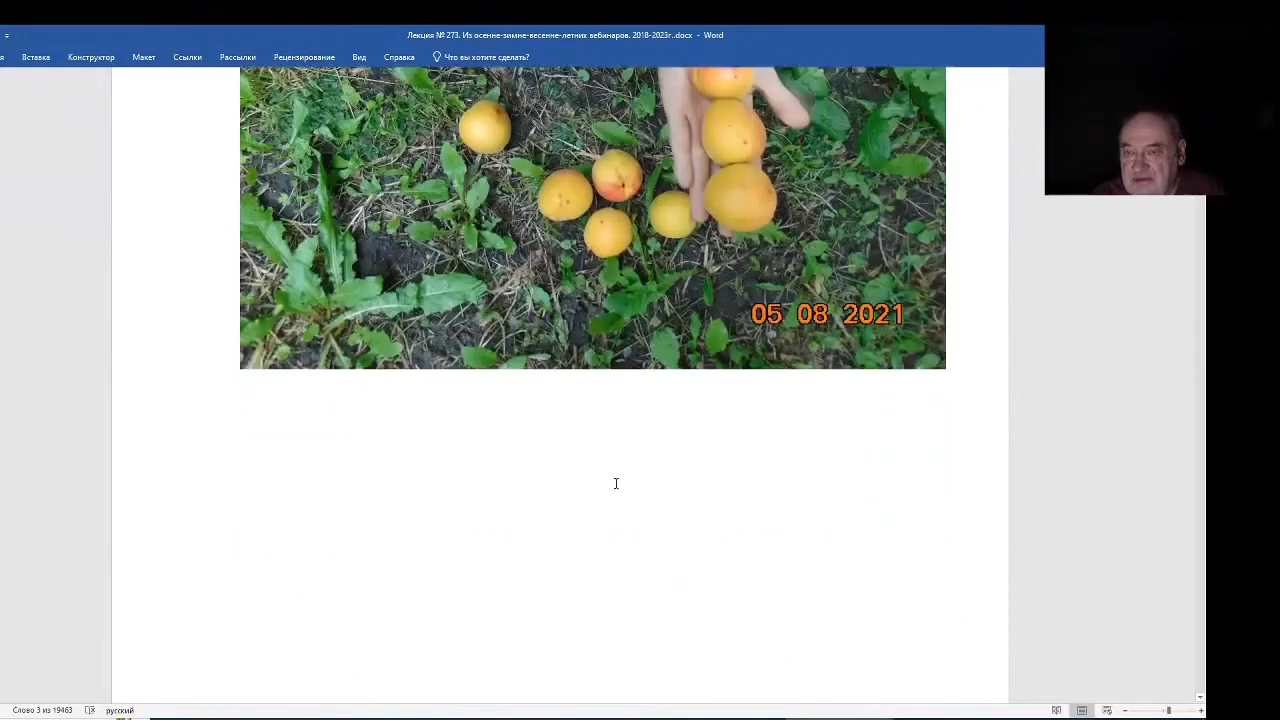 Лекция № 273. Из осенне-зимне-весенне-летних вебинаров. 2018-2023г..docx - Word
я Вставка Конструктор Макет Ссылки Рассылки Рецензирование Вид Справка Что вы хотите сделать?
05 08 2021
Слово 3 из 19463 русский